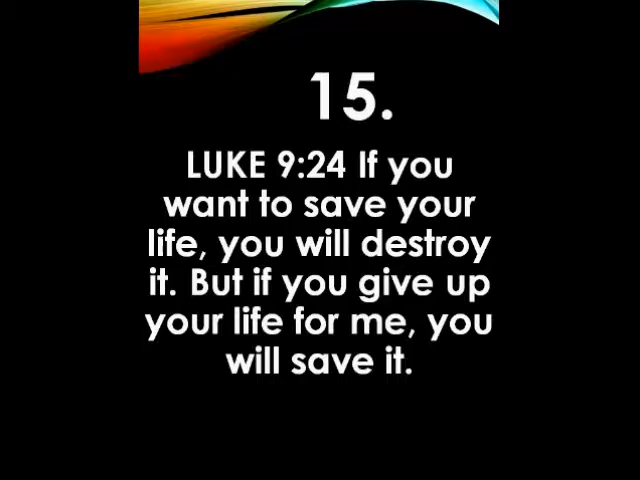 15.
LUKE 9:24 If you
want to save your
life, you will destroy
it. But if you give up
your life for me, you
will save it.